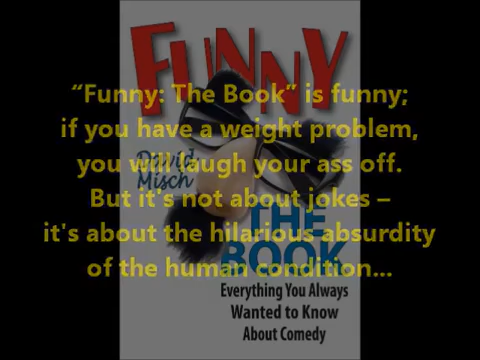 FUNNY
“Funny: The Book” is funny;
if you have a weight problem,
you will laugh your ass off.
David
Misch
But it's not about jokes –
THE
it's about the hilarious absurdity
BOOK
of the human condition...
Everything You Always
Wanted to Know
About Comedy